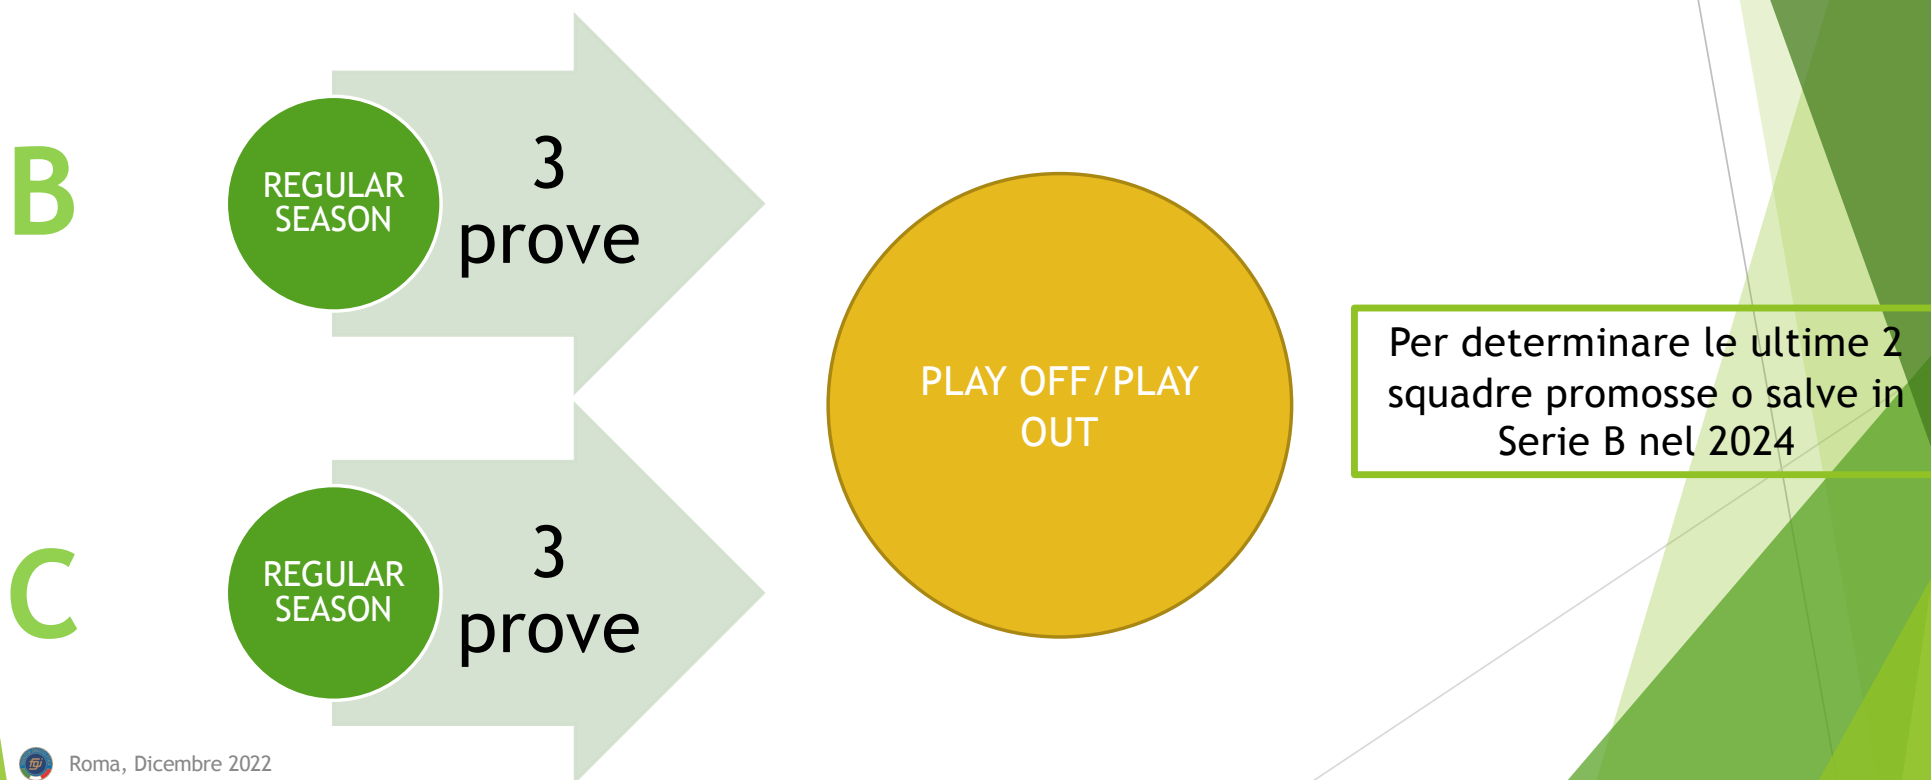 B
REGULAR
SEASON
3
prove
PLAY OFF/PLAY
OUT
Per determinare le ultime 2
squadre promosse o salve in
Serie B nel 2024
C
REGULAR
SEASON
3
prove
Roma, Dicembre 2022